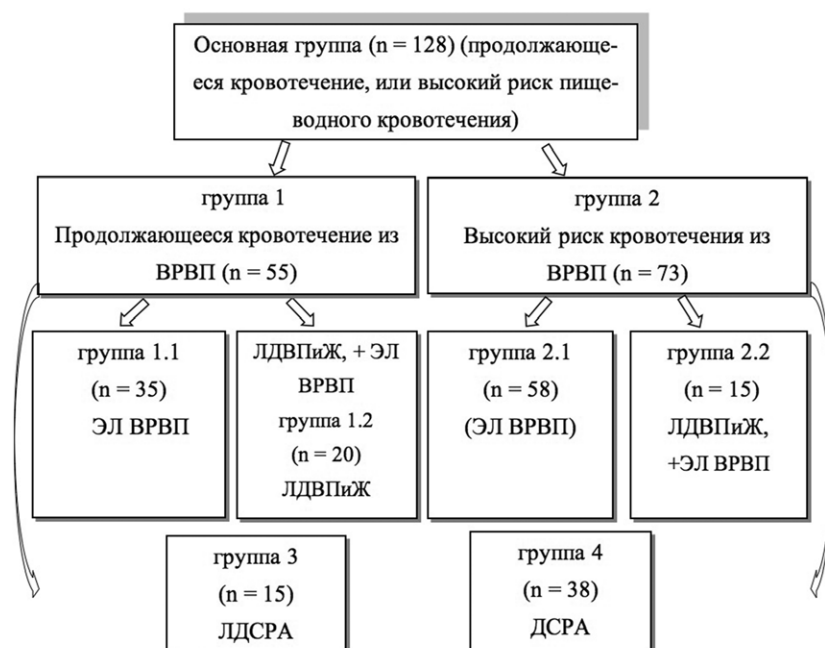 Основная группа (n = 128) (продолжающе-
еся кровотечение, или высокий риск пище-
водного кровотечения)
группа 1
Продолжающееся кровотечение из
ВРВП (n = 55)
группа 2
Высокий риск кровотечения из
ВРВП (n = 73)
группа 1.1
(n = 35)
ЭЛ ВРВП
ЛДВПиЖ, + ЭЛ
ВРВП
группа 1.2
(n = 20)
ЛДВПиЖ
группа 2.1
(n = 58)
(ЭЛ ВРВП)
группа 2.2
(n = 15)
ЛДВПиЖ,
+ЭЛ ВРВП
группа 3
(n = 15)
ЛДСРА
группа 4
(n = 38)
ДСРА